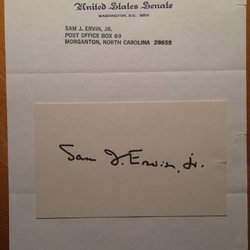 United States Senate
WASHINGTON, D.C. 20510
SAM J. ERVIN, JR.
POST OFFICE BOX 69
MORGANTON, NORTH CAROLINA 28655
Sam J. Ervin, Jr.